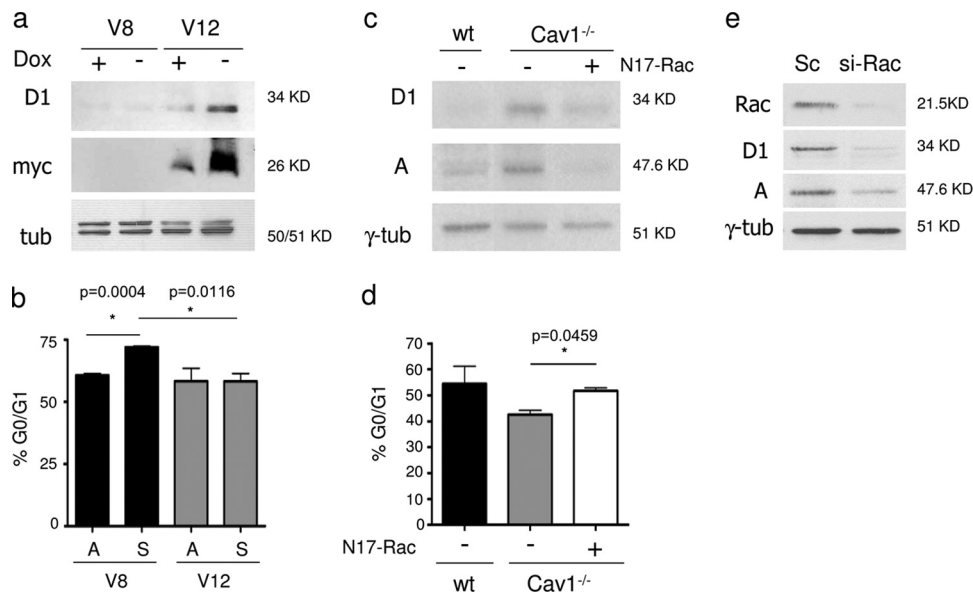 a
V8 V12
Dox + - + -
D1 34 KD
myc 26 KD
tub 50/51 KD
b
p=0.0004 p=0.0116
* *
% G0/G1
75
50
25
0
A S A S
V8 V12
c
wt Cav1-/-
- - + N17-Rac
D1 34 KD
A 47.6 KD
γ-tub 51 KD
d
p=0.0459
*
% G0/G1
70
60
50
40
30
20
10
0
N17-Rac - - +
wt Cav1-/-
e
Sc si-Rac
Rac 21.5KD
D1 34 KD
A 47.6 KD
γ-tub 51 KD